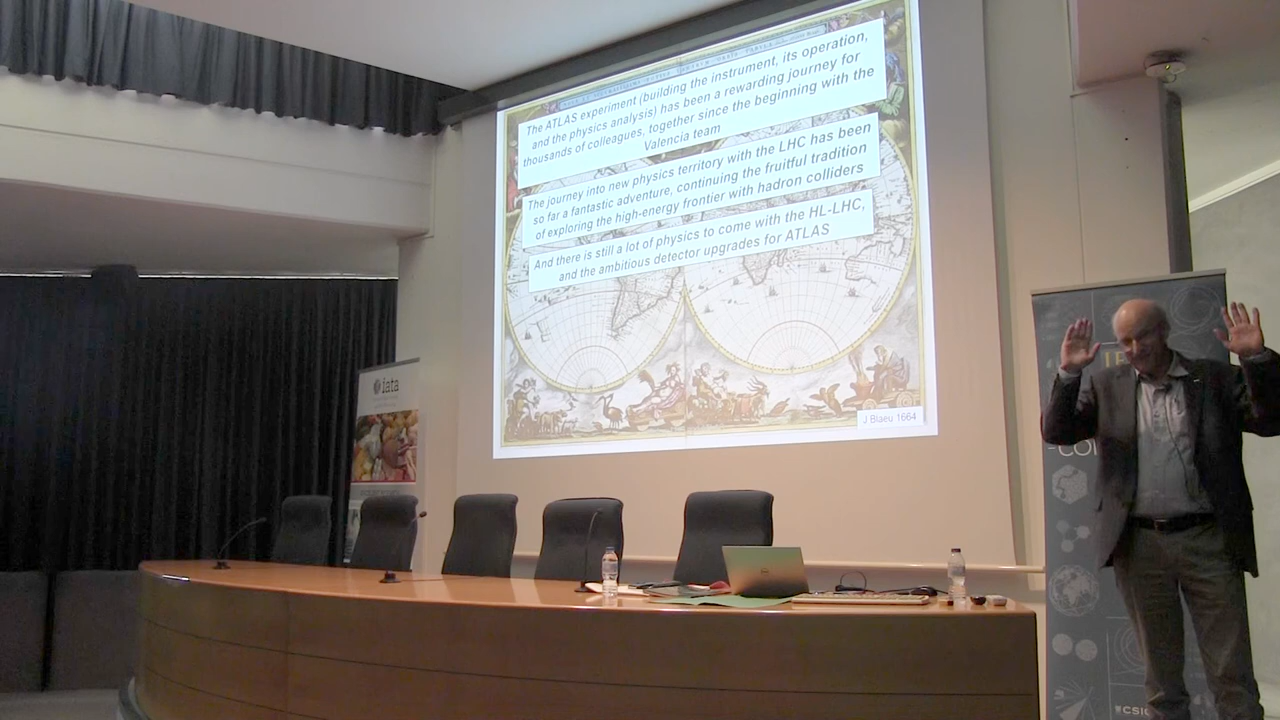 The ATLAS experiment (building the instrument, its operation,
and the physics analysis) has been a rewarding journey for
thousands of colleagues, together since the beginning with the
Valencia team
The journey into new physics territory with the LHC has been
so far a fantastic adventure, continuing the fruitful tradition
of exploring the high-energy frontier with hadron colliders
And there is still a lot of physics to come with the HL-LHC,
and the ambitious detector upgrades for ATLAS
J Blaeu 1664
iata
CSIC